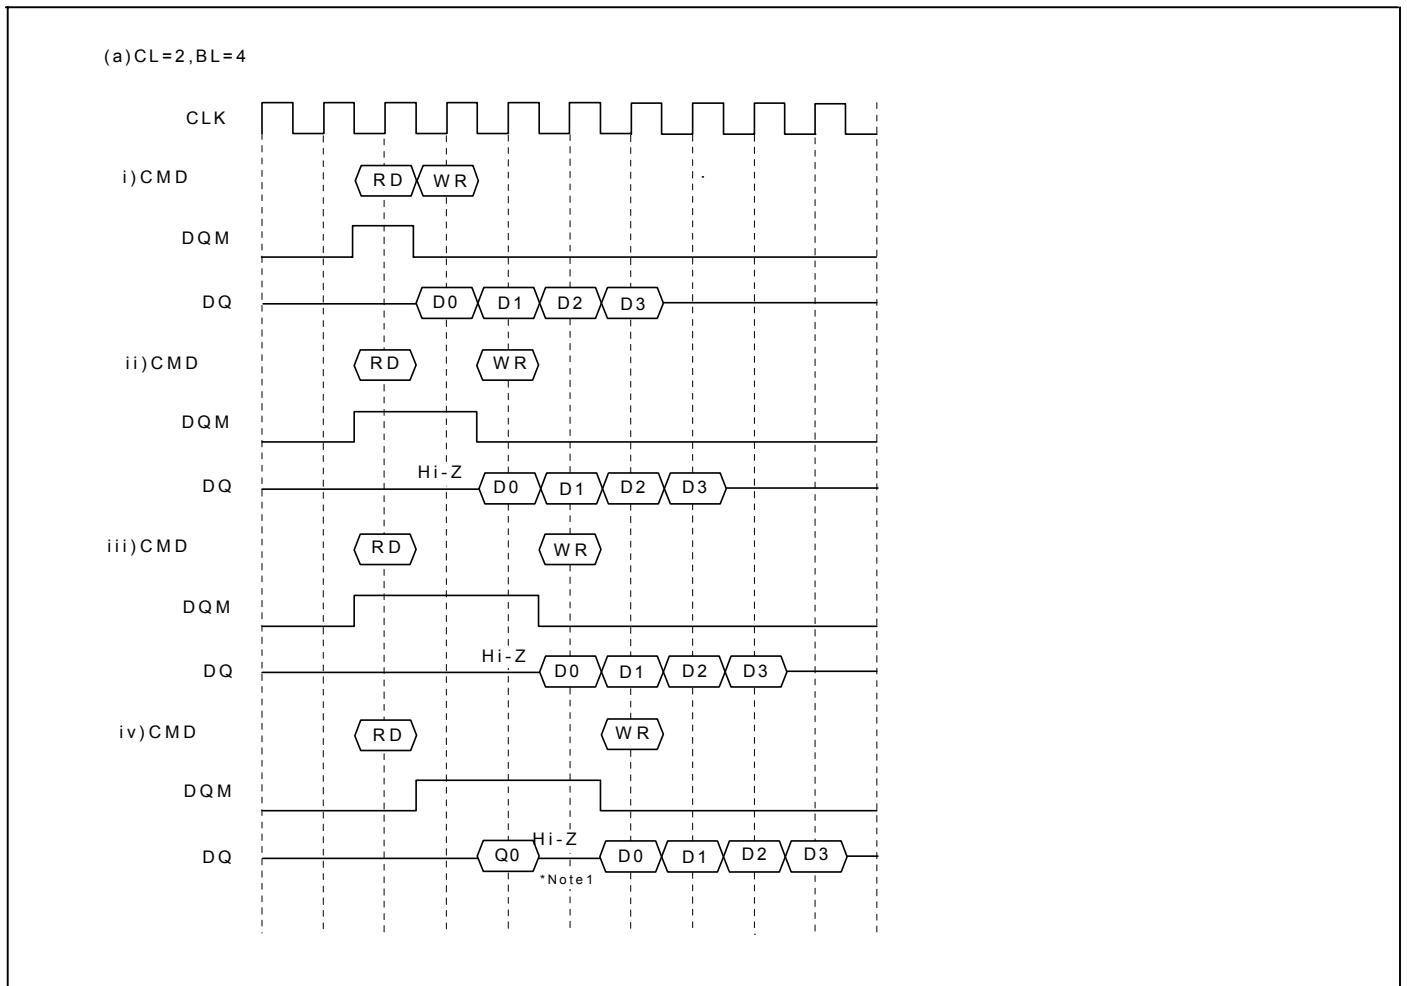 (a)CL=2,BL=4
CLK
i)CMD RD WR
DQM
DQ D0 D1 D2 D3
ii)CMD RD WR
DQM
Hi-Z
DQ D0 D1 D2 D3
iii)CMD RD WR
DQM
Hi-Z
DQ D0 D1 D2 D3
iv)CMD RD WR
DQM
Hi-Z
DQ Q0 D0 D1 D2 D3
*Note1